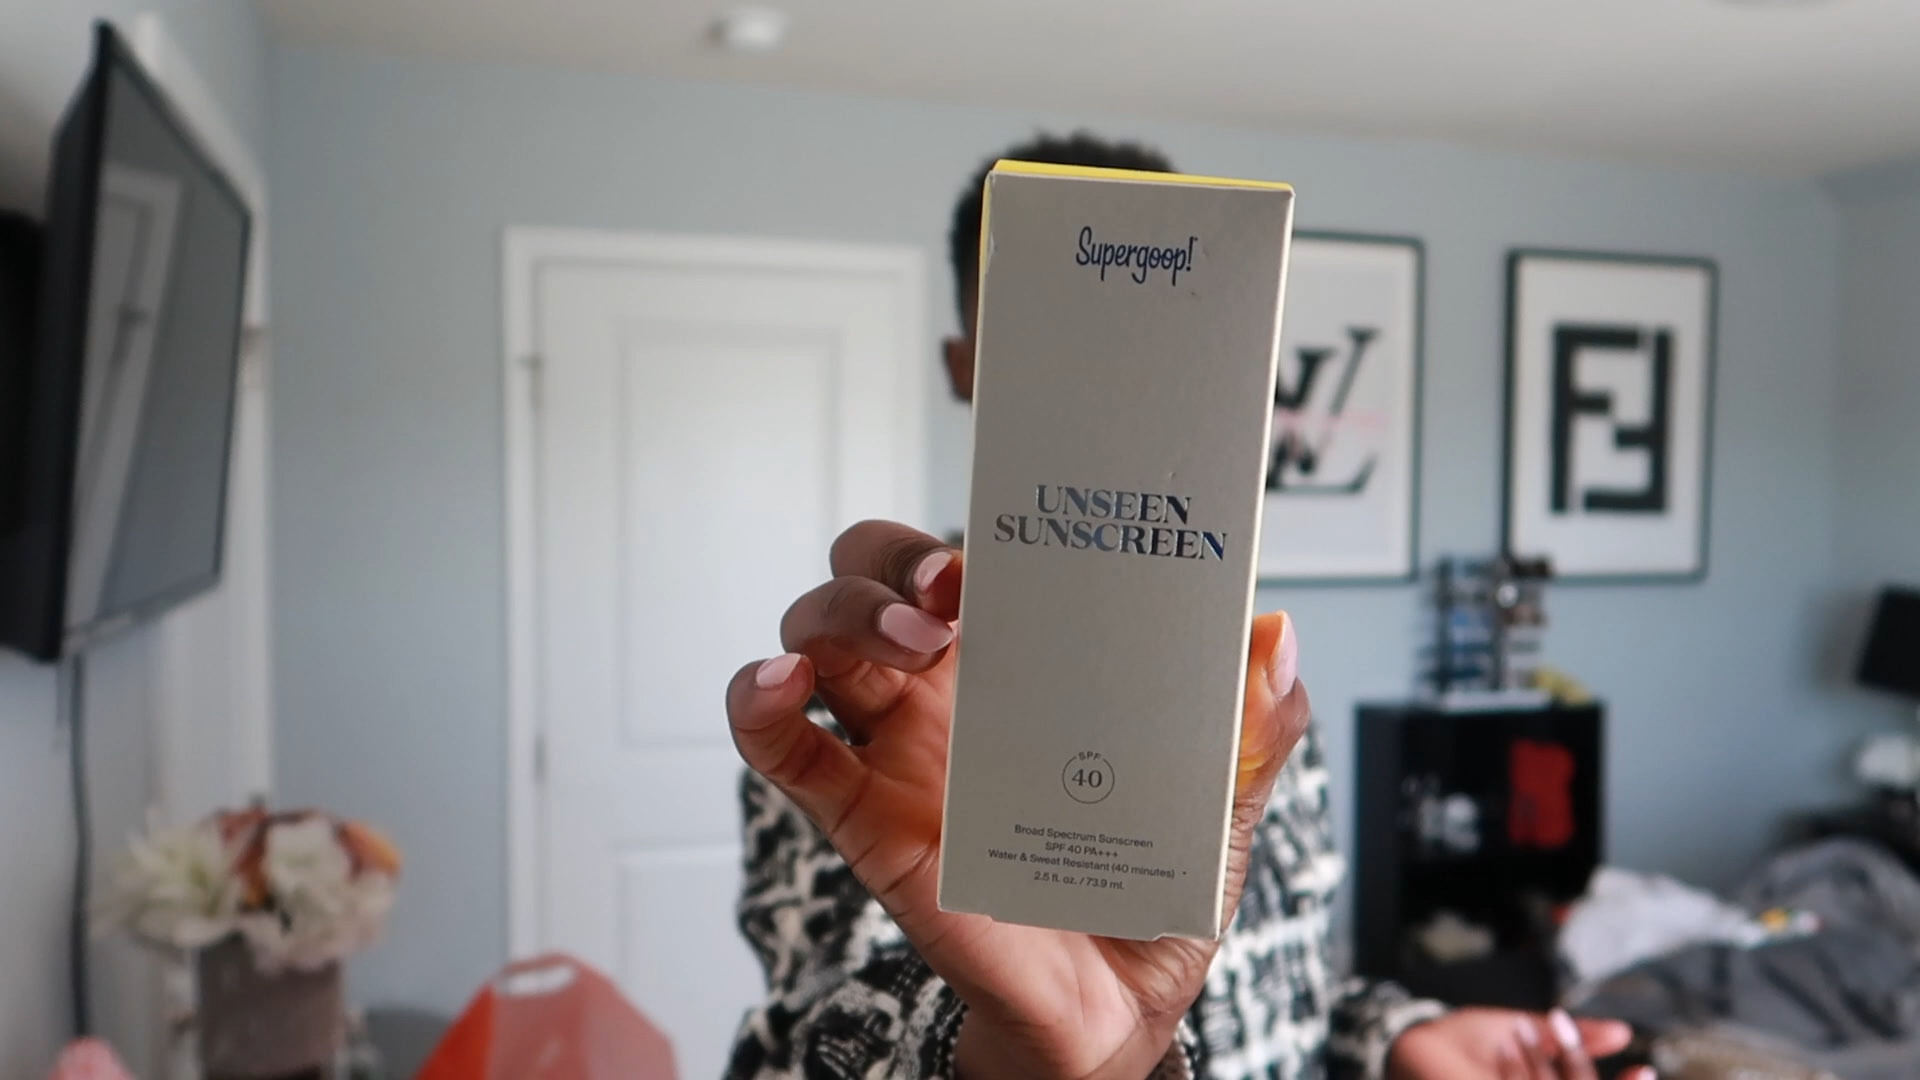 Supergoop!
UNSEEN
SUNSCREEN
SPF
40
Broad Spectrum Sunscreen
SPF 40 PA+++
Water & Sweat Resistant (40 minutes)
2.5 fl. oz. / 73.9 ml.